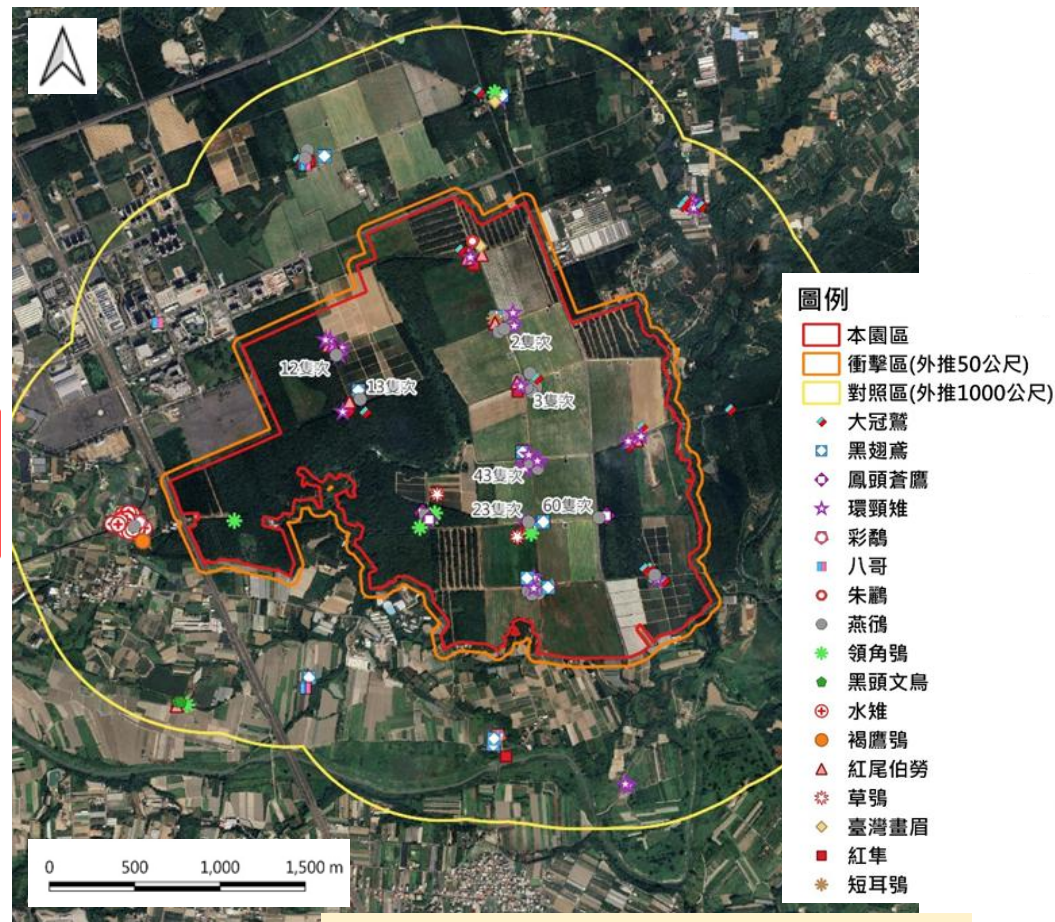 圖例
本園區
衝擊區(外推50公尺)
對照區(外推1000公尺)
大冠鷲
黑翅鳶
鳳頭蒼鷹
環頸雉
彩鷸
八哥
朱鸝
燕鴴
領角鴞
黑頭文鳥
水雉
褐鷹鴞
紅尾伯勞
草鴞
臺灣畫眉
紅隼
短耳鴞
2隻次
12隻次
13隻次
3隻次
43隻次
23隻次
60隻次
0 500 1,000 1,500 m